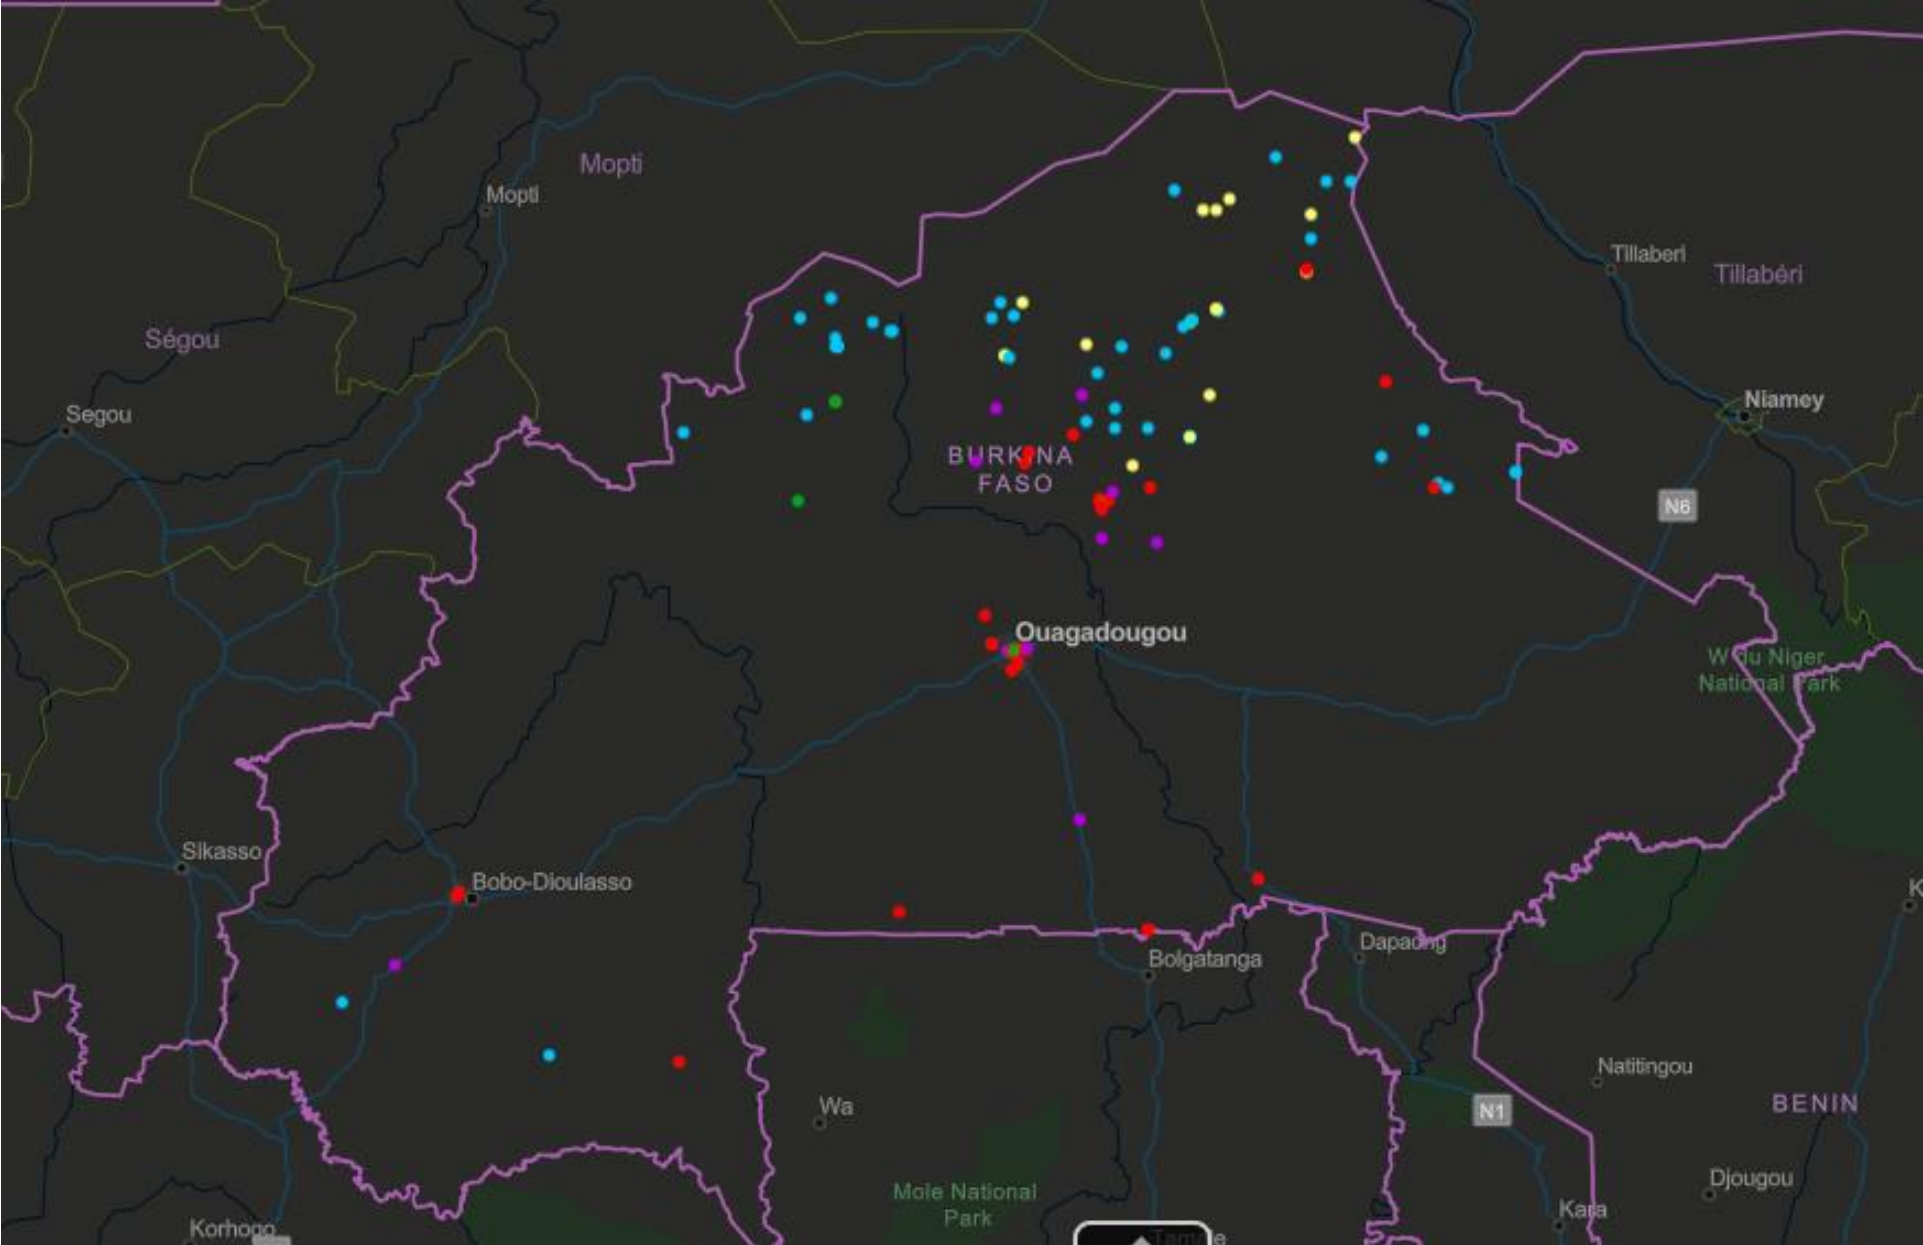 Mopti
Mopti
Tillaberi
Tillabéri
Ségou
Segou
Niamey
BURKINA
FASO
N6
Ouagadougou
W du Niger
National Park
Sikasso
Bobo-Dioulasso
K
Dapaong
Bolgatanga
Natitingou
Wa
N1
BENIN
Djougou
Mole National
Park
Kara
Korhogo
Tamale